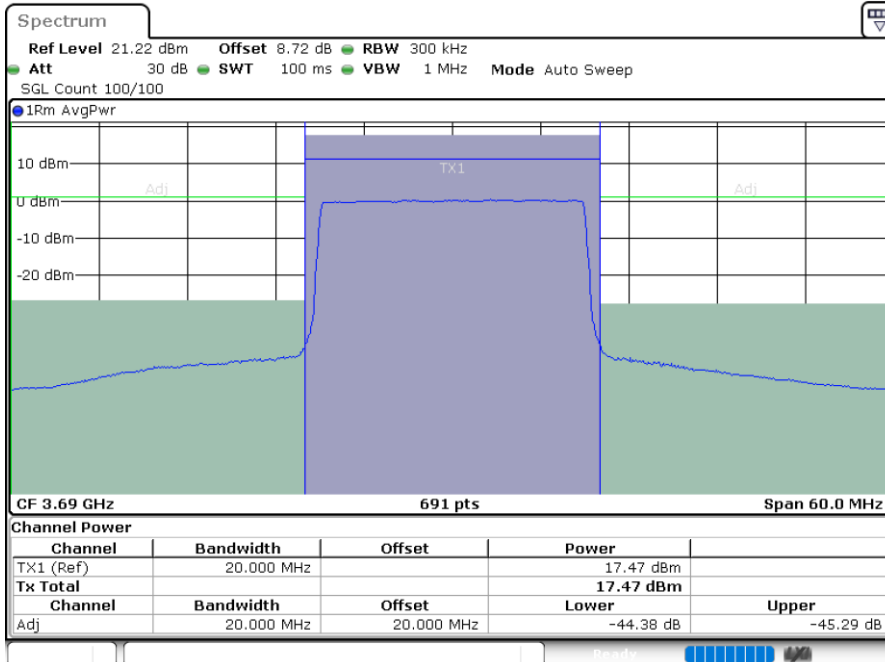 Spectrum
Ref Level 21.22 dBm Offset 8.72 dB RBW 300 kHz
Att 30 dB SWT 100 ms VBW 1 MHz Mode Auto Sweep
SGL Count 100/100
1Rm AvgPwr
10 dBm
TX1
Adj Adj
0 dBm
-10 dBm
-20 dBm
CF 3.69 GHz 691 pts Span 60.0 MHz
Channel Power
Channel Bandwidth Offset Power
TX1 (Ref) 20.000 MHz 17.47 dBm
Tx Total 17.47 dBm
Channel Bandwidth Offset Lower Upper
Adj 20.000 MHz 20.000 MHz -44.38 dB -45.29 dB
Ready